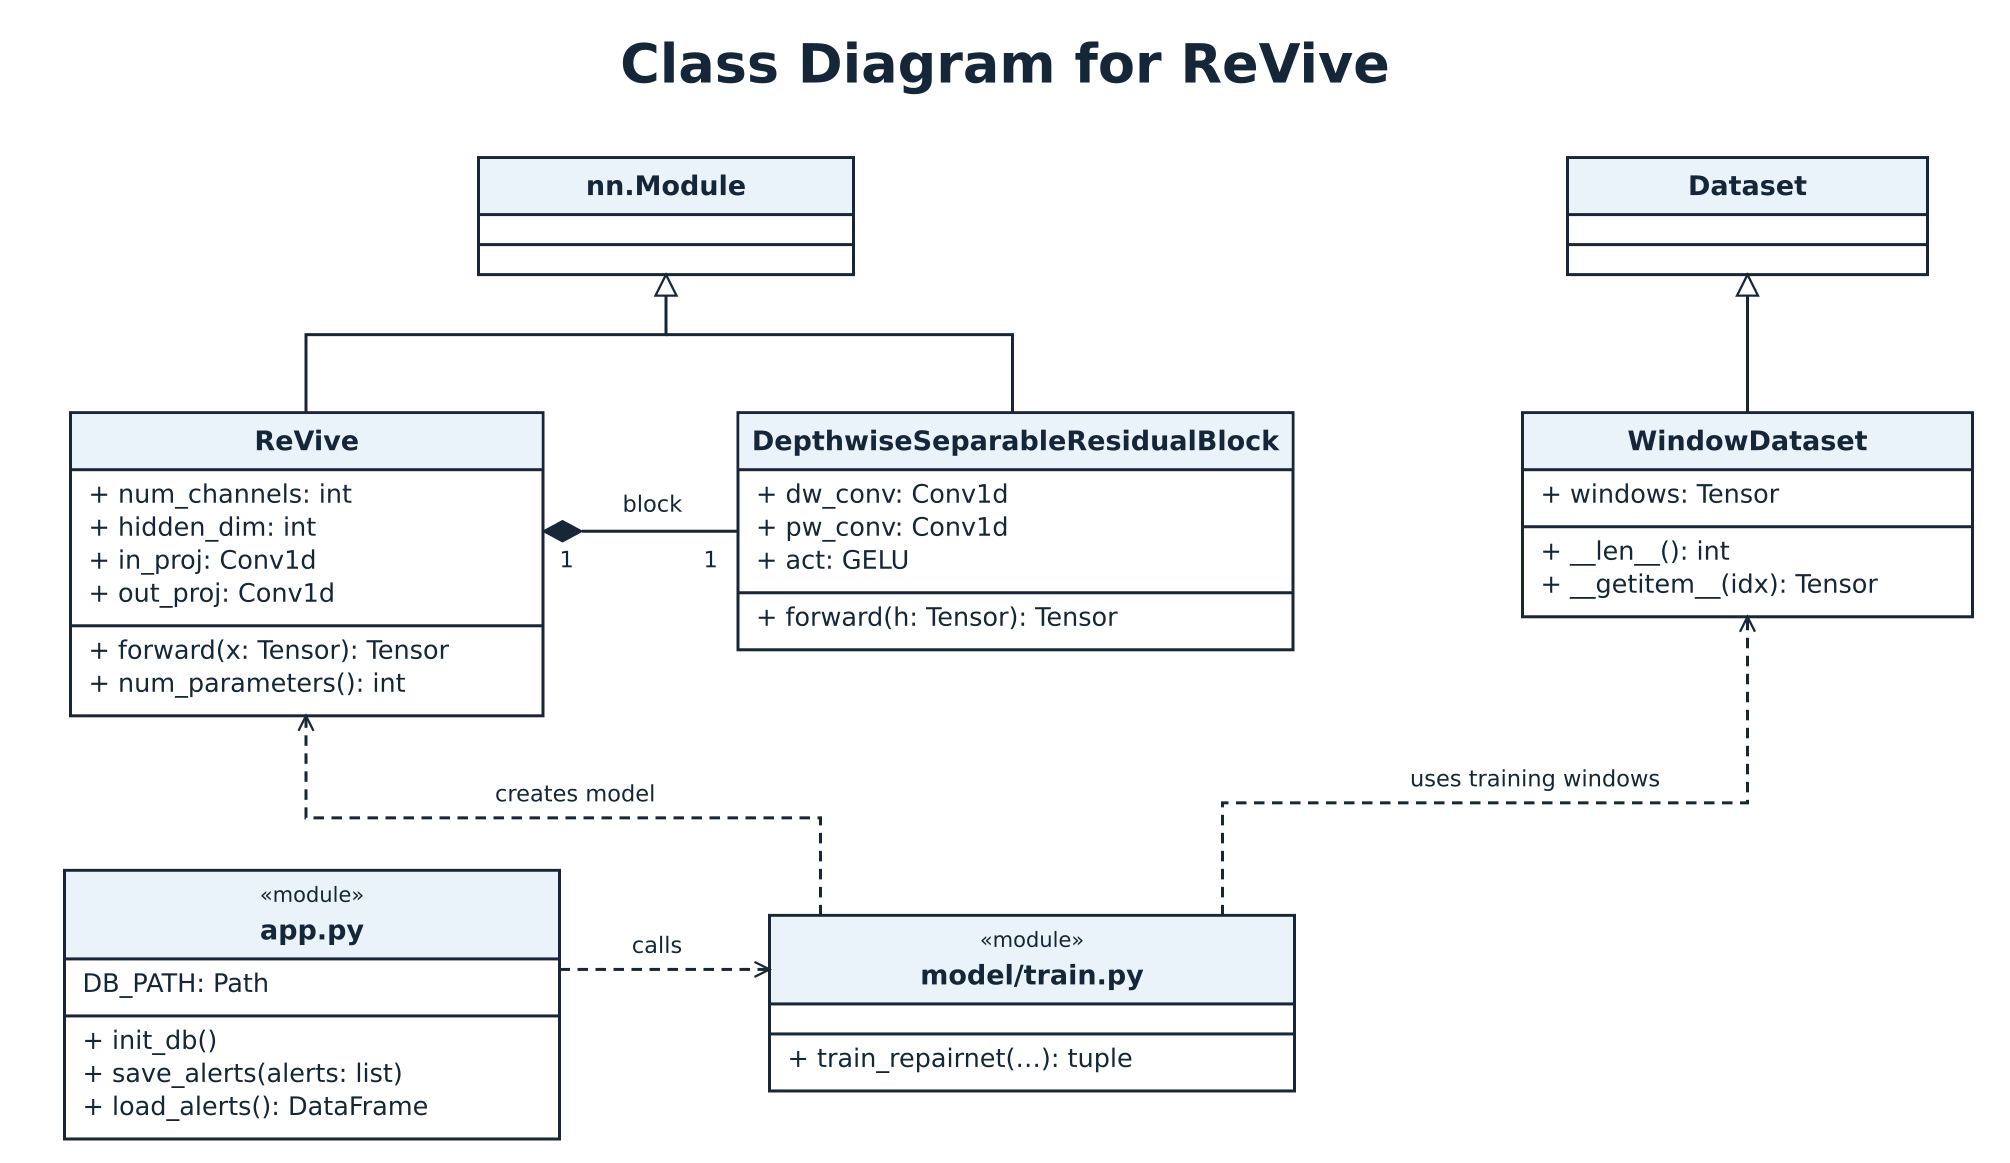 Class Diagram for ReVive
nn.Module
Dataset
ReVive
+ num_channels: int
+ hidden_dim: int
+ in_proj: Conv1d
+ out_proj: Conv1d
+ forward(x: Tensor): Tensor
+ num_parameters(): int
block
1
1
DepthwiseSeparableResidualBlock
+ dw_conv: Conv1d
+ pw_conv: Conv1d
+ act: GELU
+ forward(h: Tensor): Tensor
WindowDataset
+ windows: Tensor
+ __len__(): int
+ __getitem__(idx): Tensor
creates model
uses training windows
«module»
app.py
DB_PATH: Path
+ init_db()
+ save_alerts(alerts: list)
+ load_alerts(): DataFrame
calls
«module»
model/train.py
+ train_repairnet(...): tuple